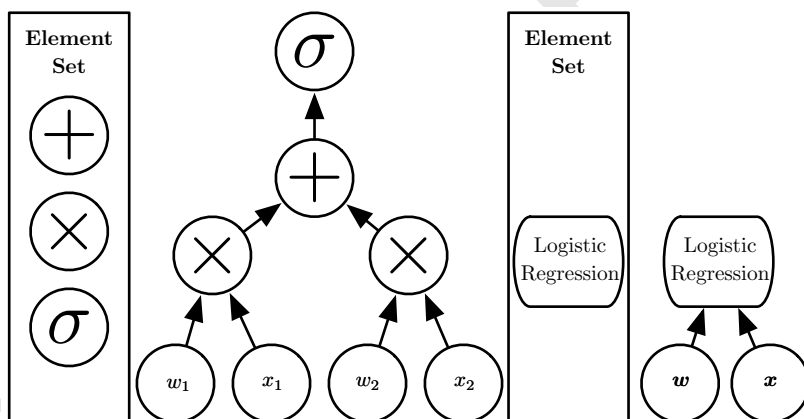 Element
Set
+
×
σ
σ
+
×
×
w₁
x₁
w₂
x₂
Element
Set
Logistic
Regression
Logistic
Regression
w
x